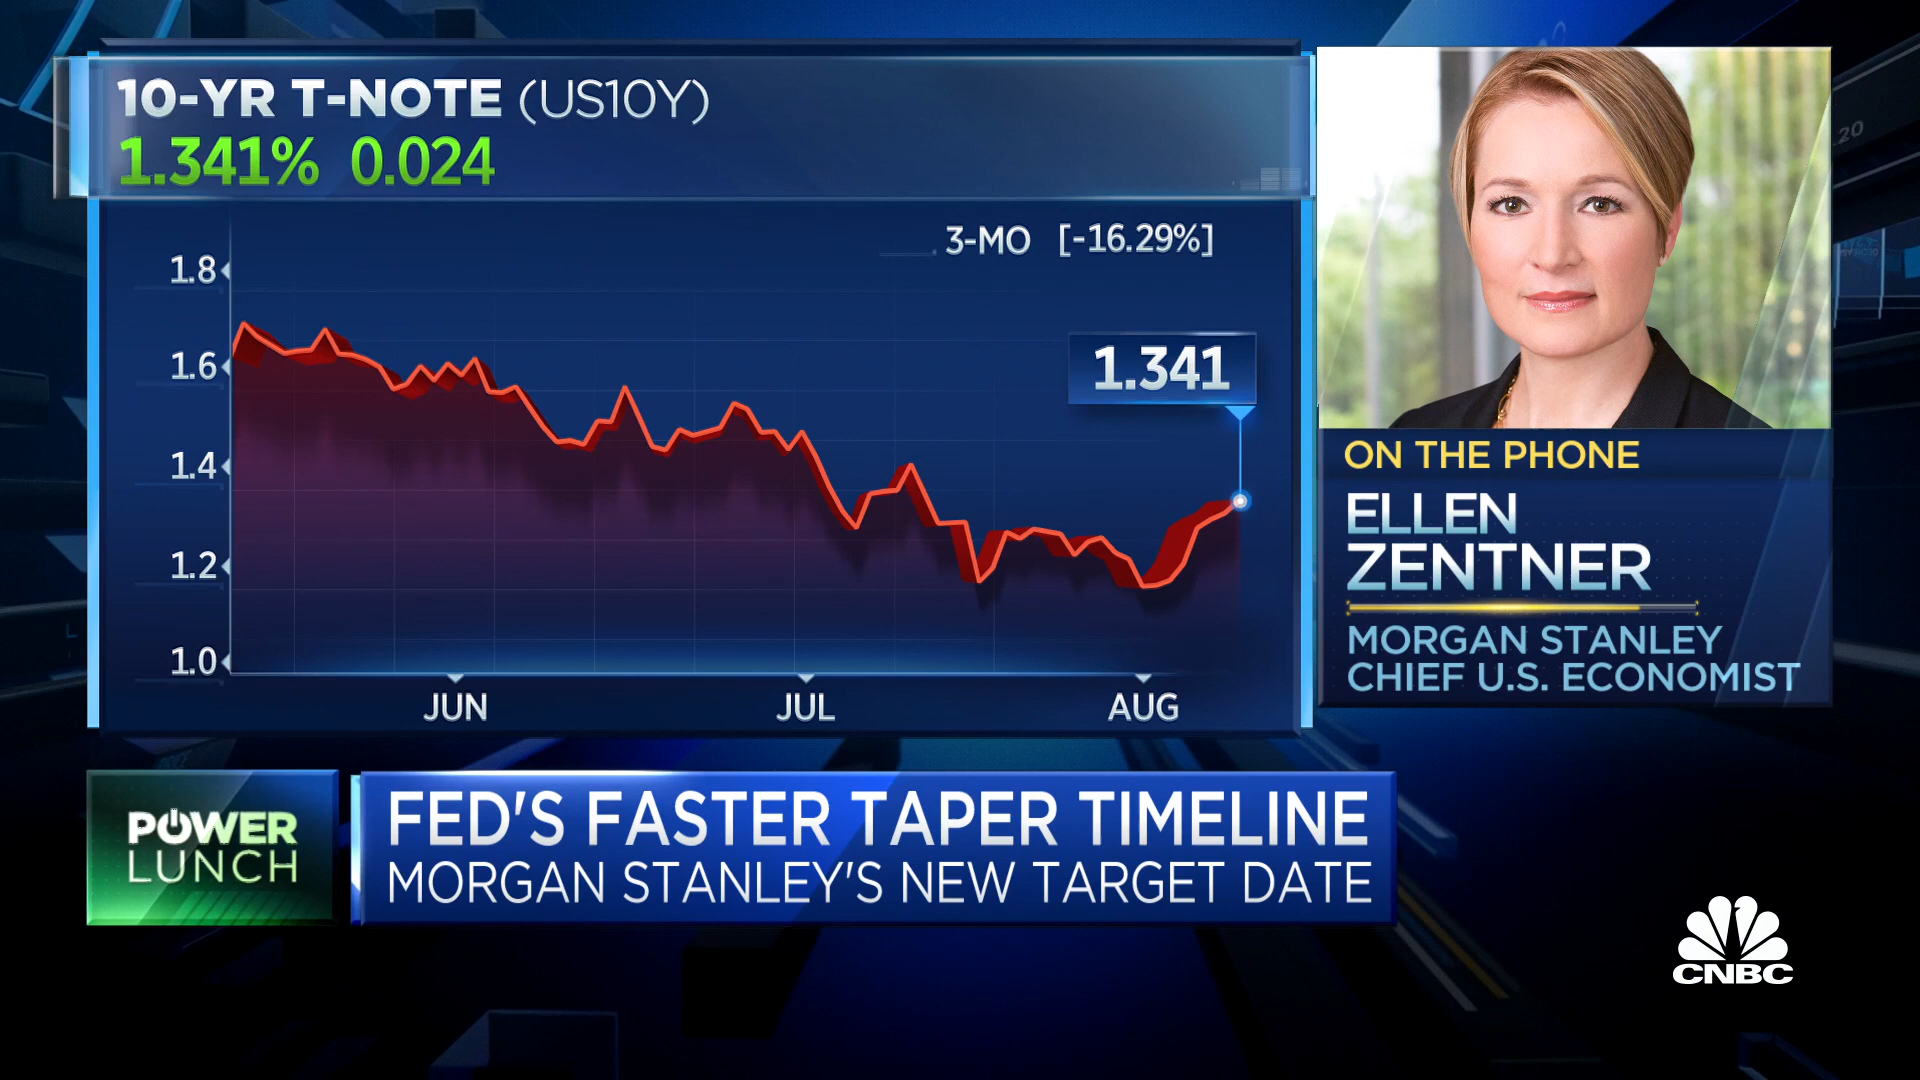 10-YR T-NOTE (US10Y)
1.341% 0.024
3-MO [-16.29%]
1.8
1.6
1.4
1.2
1.0
1.341
JUN JUL AUG
ON THE PHONE
ELLEN
ZENTNER
MORGAN STANLEY
CHIEF U.S. ECONOMIST
POWER
LUNCH
FED'S FASTER TAPER TIMELINE
MORGAN STANLEY'S NEW TARGET DATE
CNBC
20